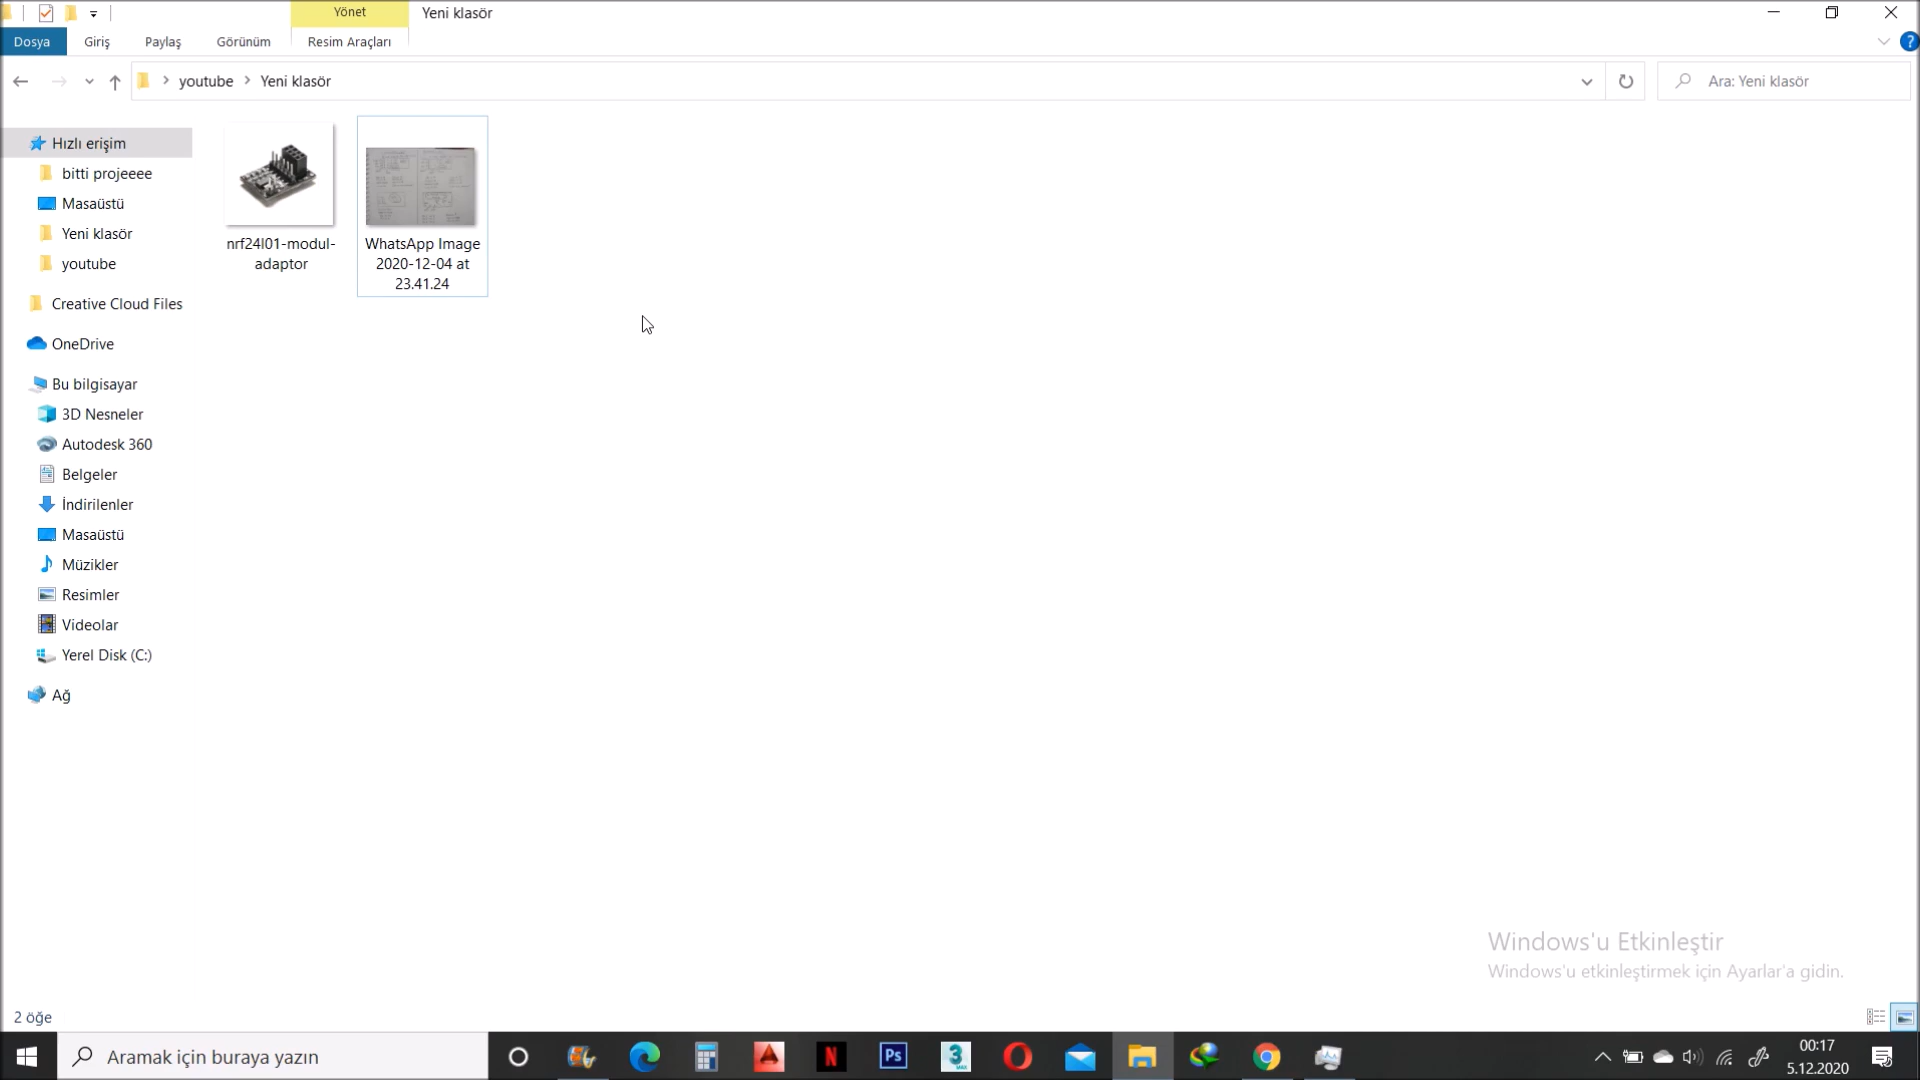 Yönet
Yeni klasör
Dosya
Giriş
Paylaş
Görünüm
Resim Araçları
youtube
Yeni klasör
Ara: Yeni klasör
Hızlı erişim
bitti projeeee
Masaüstü
Yeni klasör
youtube
Creative Cloud Files
OneDrive
Bu bilgisayar
3D Nesneler
Autodesk 360
Belgeler
İndirilenler
Masaüstü
Müzikler
Resimler
Videolar
Yerel Disk (C:)
Ağ
nrf24l01-modul-
adaptor
WhatsApp Image
2020-12-04 at
23.41.24
Windows'u Etkinleştir
Windows'u etkinleştirmek için Ayarlar'a gidin.
2 öğe
Aramak için buraya yazın
Ps
3
MAX
00:17
5.12.2020